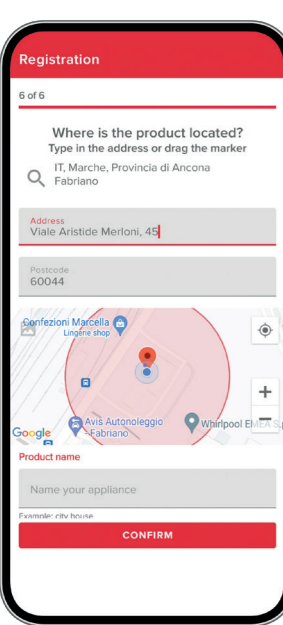 Registration
6 of 6
Where is the product located?
Type in the address or drag the marker
IT, Marche, Provincia di Ancona
Fabriano
Address
Viale Aristide Merloni, 45
Postcode
60044
Confezioni Marcella
Lingerie shop
Avis Autonoleggio
- Fabriano
Whirlpool EMEA S.p
Google
Product name
Name your appliance
Example: city house
CONFIRM